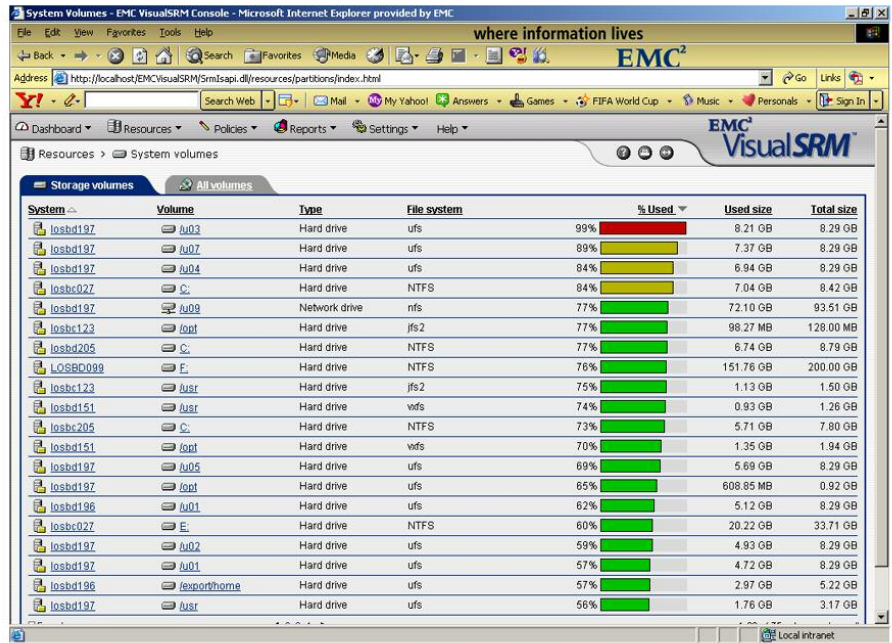 System Volumes - EMC VisualSRM Console - Microsoft Internet Explorer provided by EMC
File Edit View Favorites Tools Help
where information lives
Back Search Favorites Media
EMC²
Address http://localhost/EMCVisualSRM/SrmIsapi.dll/resources/partitions/index.html Go Links
Y! Search Web Mail My Yahoo! Answers Games FIFA World Cup Music Personals Sign In
Dashboard Resources Policies Reports Settings Help
EMC² VisualSRM
Resources > System volumes
Storage volumes All volumes
System Volume Type File system % Used Used size Total size
losbd197 /u03 Hard drive ufs 99% 8.21 GB 8.29 GB
losbd197 /u07 Hard drive ufs 89% 7.37 GB 8.29 GB
losbd197 /u04 Hard drive ufs 84% 6.94 GB 8.29 GB
losbc027 C: Hard drive NTFS 84% 7.04 GB 8.42 GB
losbd197 /u09 Network drive nfs 77% 72.10 GB 93.51 GB
losbc123 /opt Hard drive jfs2 77% 98.27 MB 128.00 MB
losbd205 C: Hard drive NTFS 77% 6.74 GB 8.79 GB
LOSBD099 F: Hard drive NTFS 76% 151.76 MB 200.00 GB
losbc123 /usr Hard drive jfs2 75% 1.13 GB 1.50 GB
losbd151 /usr Hard drive vxfs 74% 0.93 GB 1.26 GB
losbc205 C: Hard drive NTFS 73% 5.71 GB 7.80 GB
losbd151 /opt Hard drive vxfs 70% 1.35 GB 1.94 GB
losbd197 /u05 Hard drive ufs 69% 5.69 GB 8.29 GB
losbd197 /opt Hard drive ufs 65% 608.85 MB 0.92 GB
losbd196 /u01 Hard drive ufs 62% 5.12 GB 8.29 GB
losbc027 E: Hard drive NTFS 60% 20.22 GB 33.71 GB
losbd197 /u02 Hard drive ufs 59% 4.93 GB 8.29 GB
losbd197 /u01 Hard drive ufs 57% 4.72 GB 8.29 GB
losbd196 /export/home Hard drive ufs 57% 2.97 GB 5.22 GB
losbd197 /usr Hard drive ufs 56% 1.76 GB 3.17 GB
Local intranet